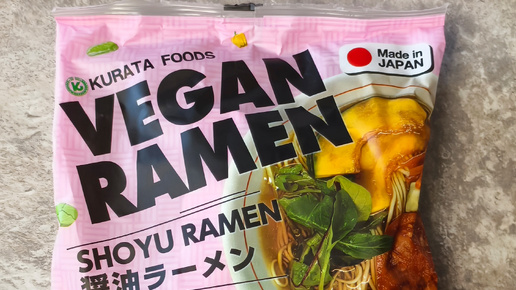 KURATA FOODS
Made in
JAPAN
VEGAN
RAMEN
SHOYU RAMEN
醤油ラーメン